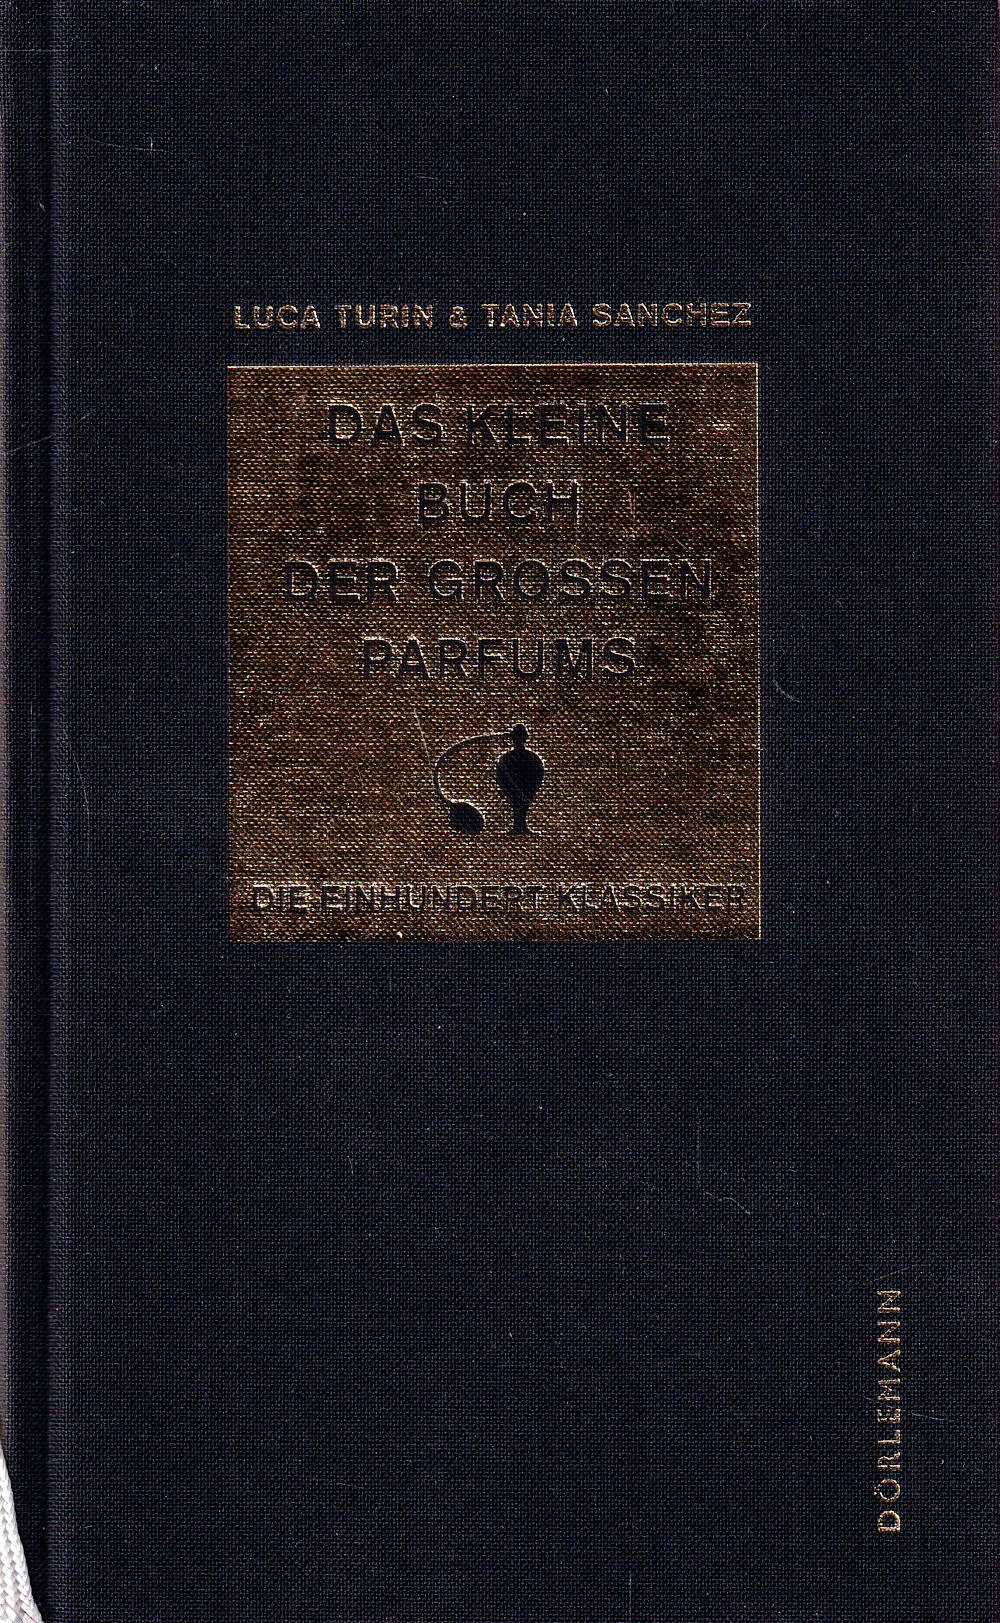 LUCA TURIN & TANIA SANCHEZ
DAS KLEINE
BUCH
DER GROSSEN
PARFUMS
DIE EINHUNDERT KLASSIKER
DÖRLEMANN